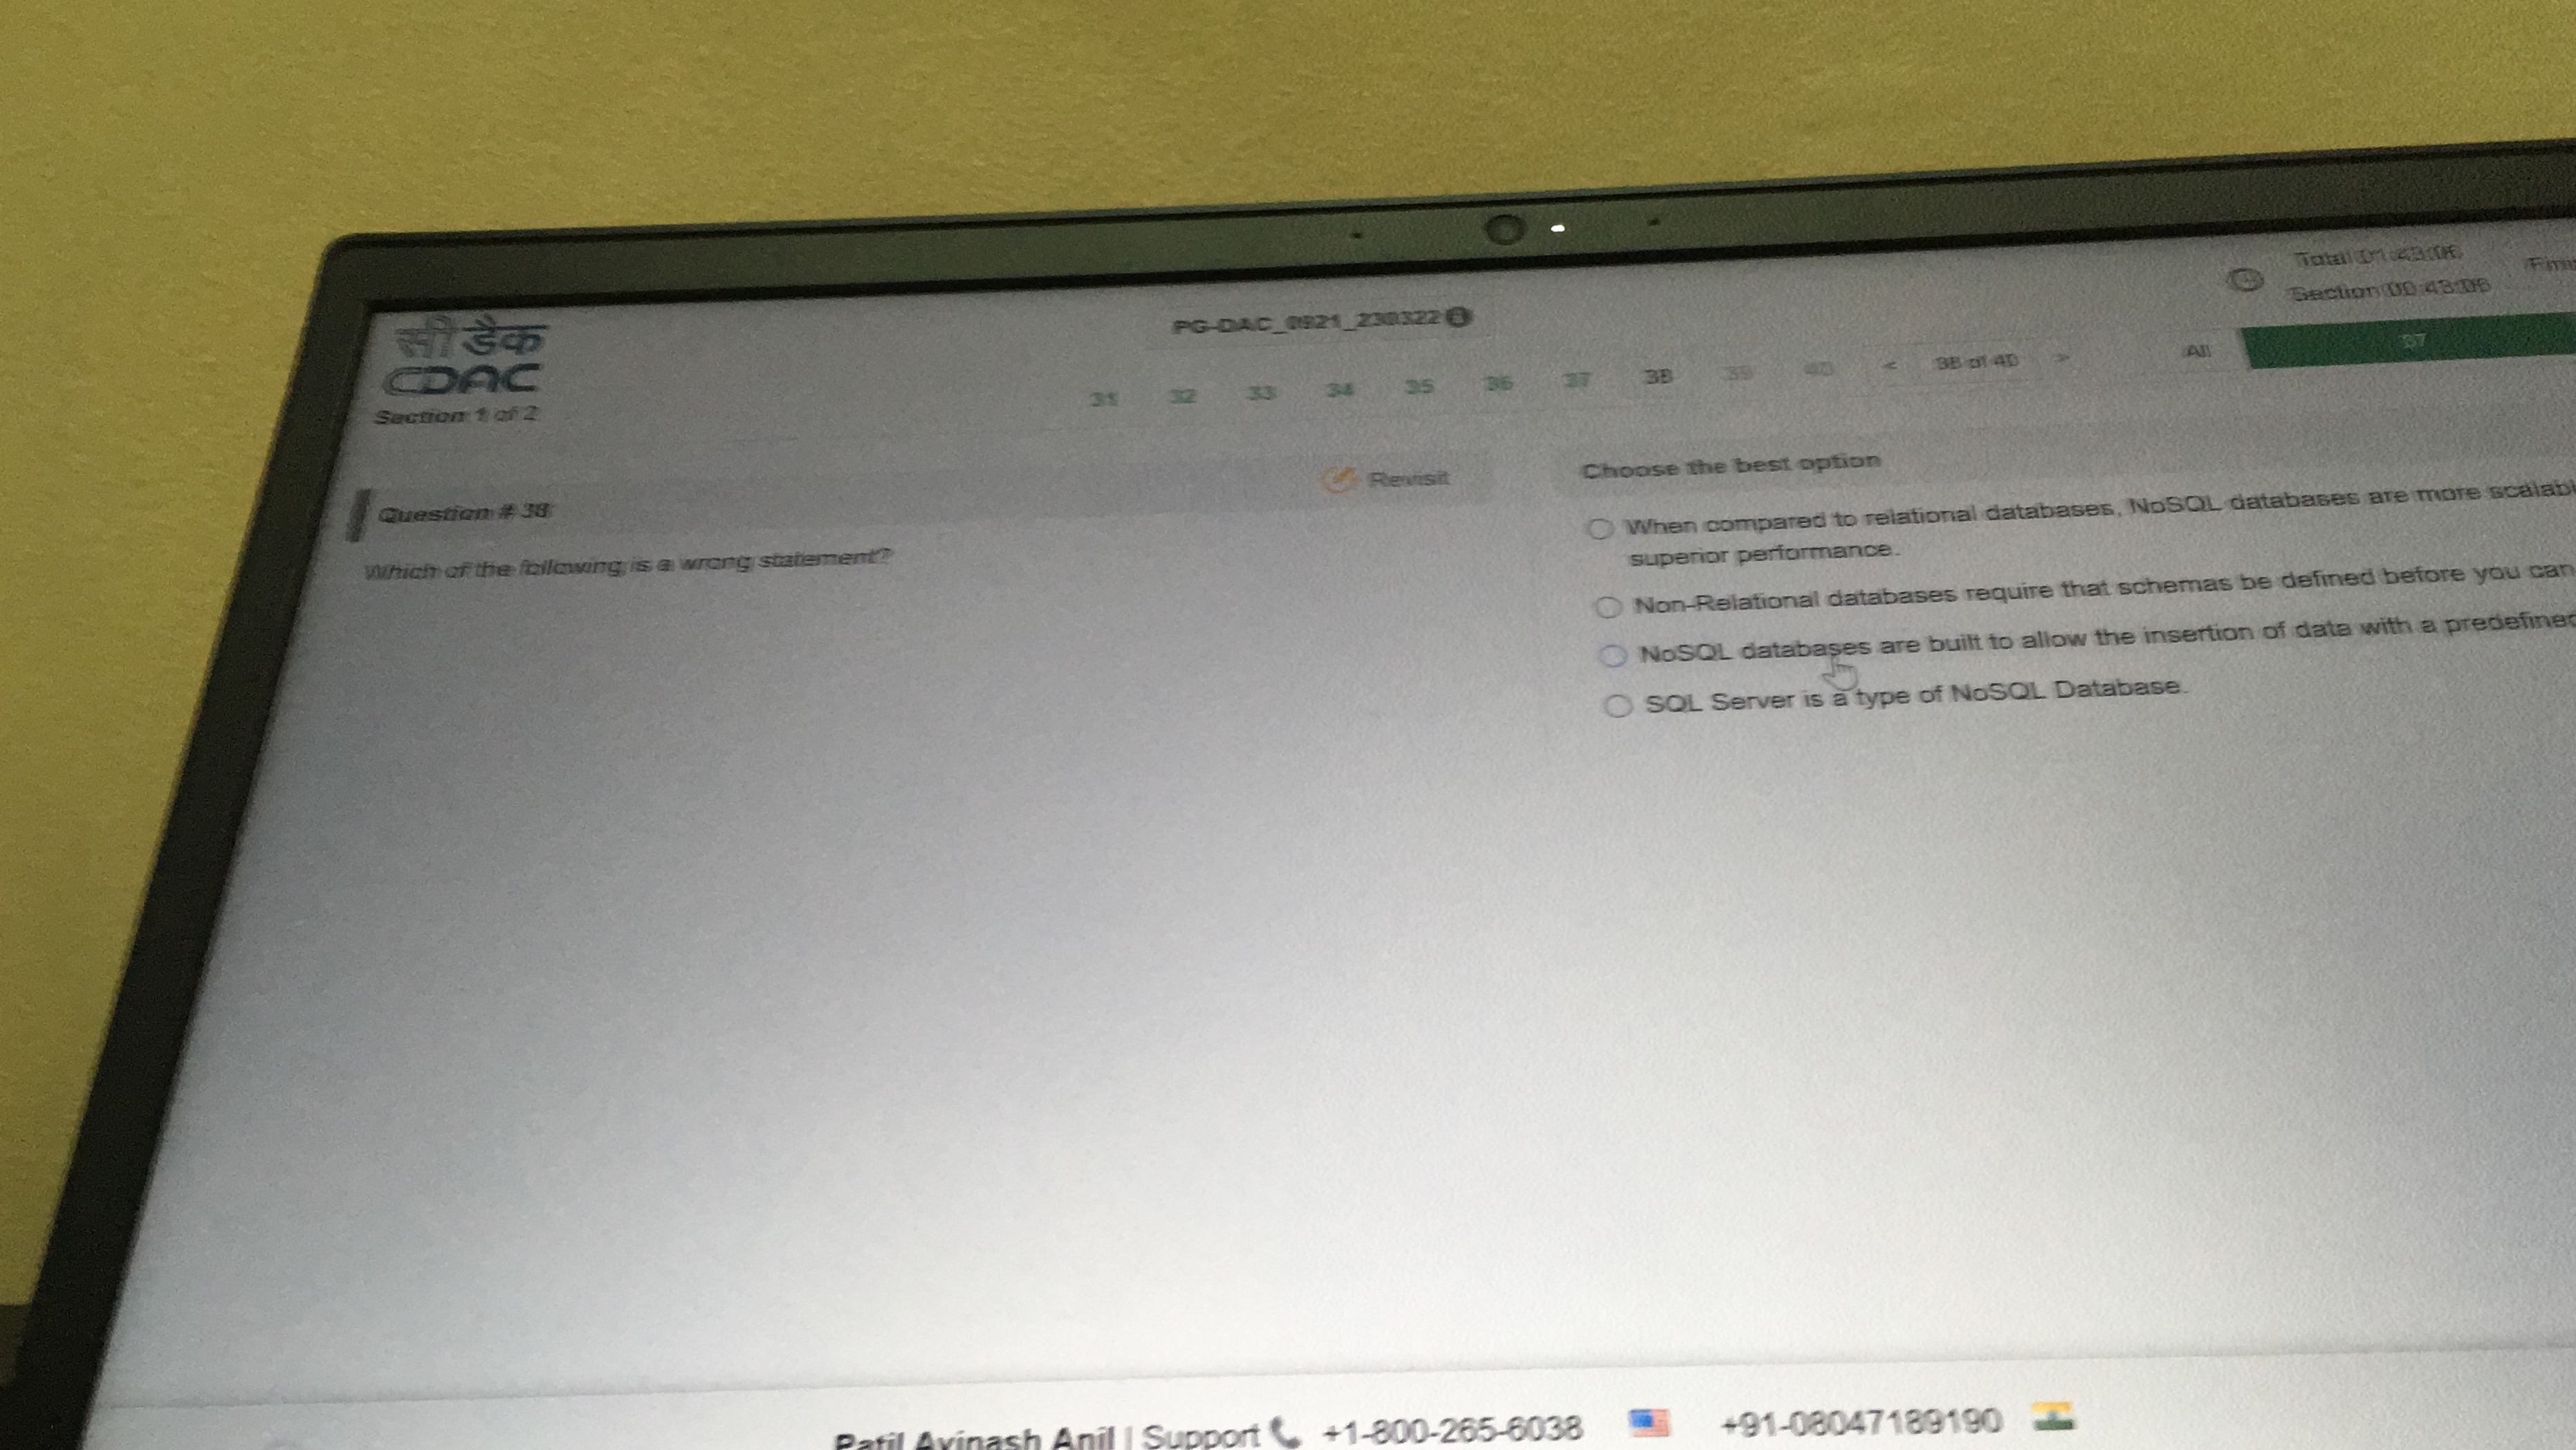 सी डैक
CDAC
Section 1 of 2
PG-DAC_0921_230322
Total 01:43:06
Section 00:43:06
31 32 33 34 35 36 37 38 39 40 < 38 of 40 > All 37
Question # 38
Revisit
Which of the following is a wrong statement?
Choose the best option
When compared to relational databases, NoSQL databases are more
superior performance.
Non-Relational databases require that schemas be defined before you can
NoSQL databases are built to allow the insertion of data with a
SQL Server is a type of NoSQL Database.
Patil Avinash Anil | Support +1-800-265-6038 +91-08047189190